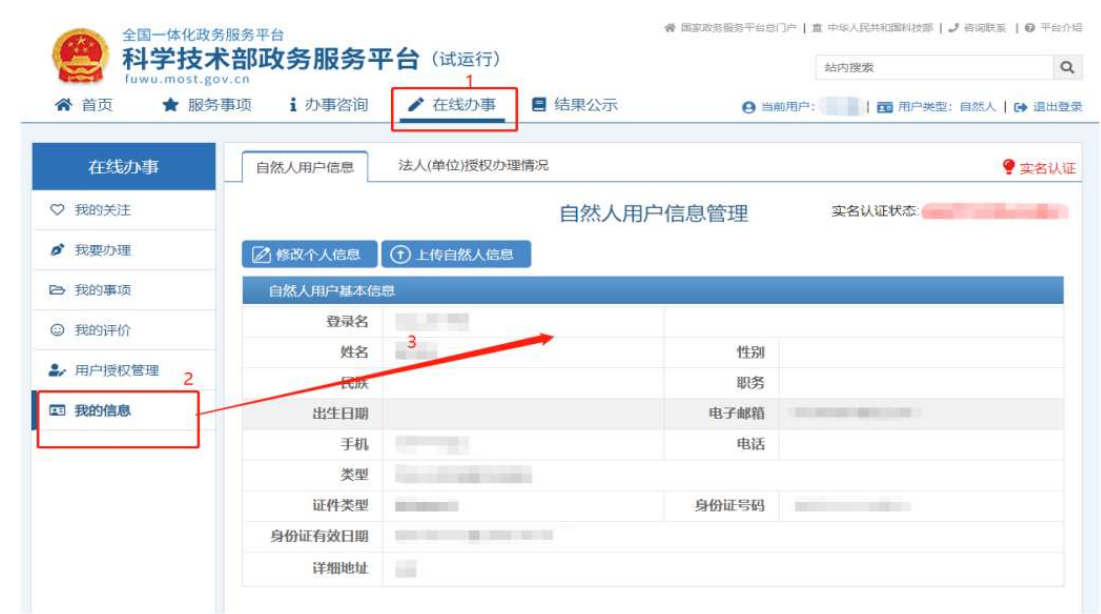 全国一体化政务服务平台
科学技术部政务服务平台（试运行）
fuwu.most.gov.cn
国家政务服务平台总门户 | 中华人民共和国科技部 | 咨询联系 | 平台介绍
站内搜索
1
首页 服务事项 办事咨询 在线办事 结果公示
当前用户: | 用户类型: 自然人 | 退出登录
在线办事
我的关注
我要办理
我的事项
我的评价
用户授权管理
2
我的信息
自然人用户信息 法人(单位)授权办理情况 实名认证
自然人用户信息管理 实名认证状态:
修改个人信息 上传自然人信息
自然人用户基本信息
登录名
3
姓名 性别
民族 职务
出生日期 电子邮箱
手机 电话
类型
证件类型 身份证号码
身份证有效日期
详细地址